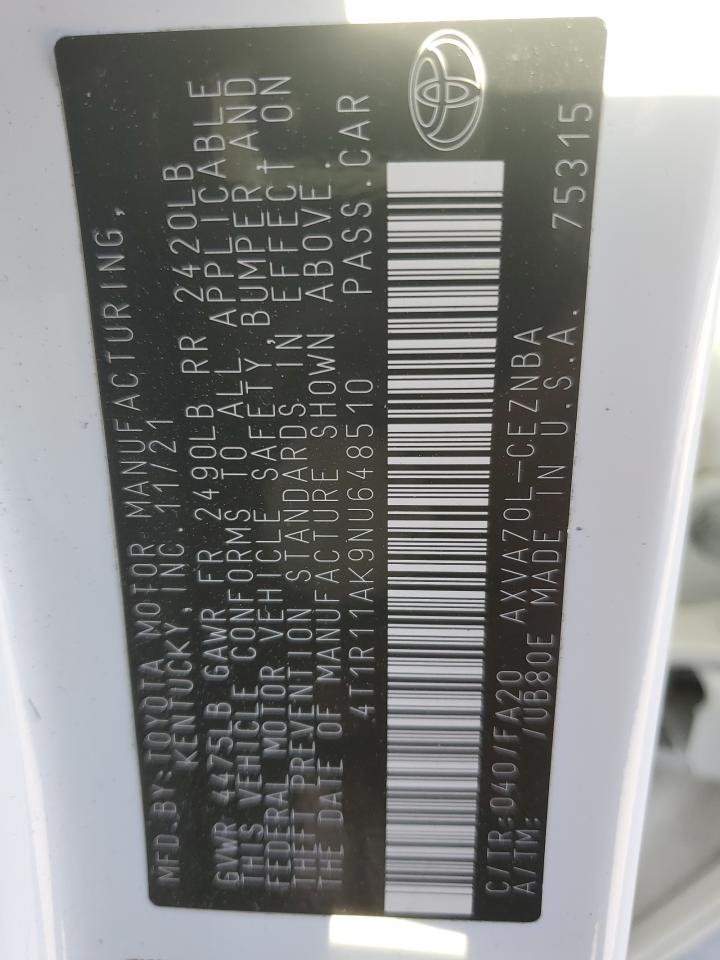 MFD.BY:TOYOTA MOTOR MANUFACTURING,
KENTUCKY,INC.11/21
GVWR 4475LB GAWR FR 2490LB RR 2420LB
THIS VEHICLE CONFORMS TO ALL APPLICABLE
FEDERAL MOTOR VEHICLE SAFETY,BUMPER AND
THEFT PREVENTION STANDARDS IN EFFECT ON
THE DATE OF MANUFACTURE SHOWN ABOVE.
4T1R11AK9NU648510 PASS.CAR
C/TR:040/FA20 AXVA70L-CEZNBA
A/TM: /UB80E MADE IN U.S.A. 75315